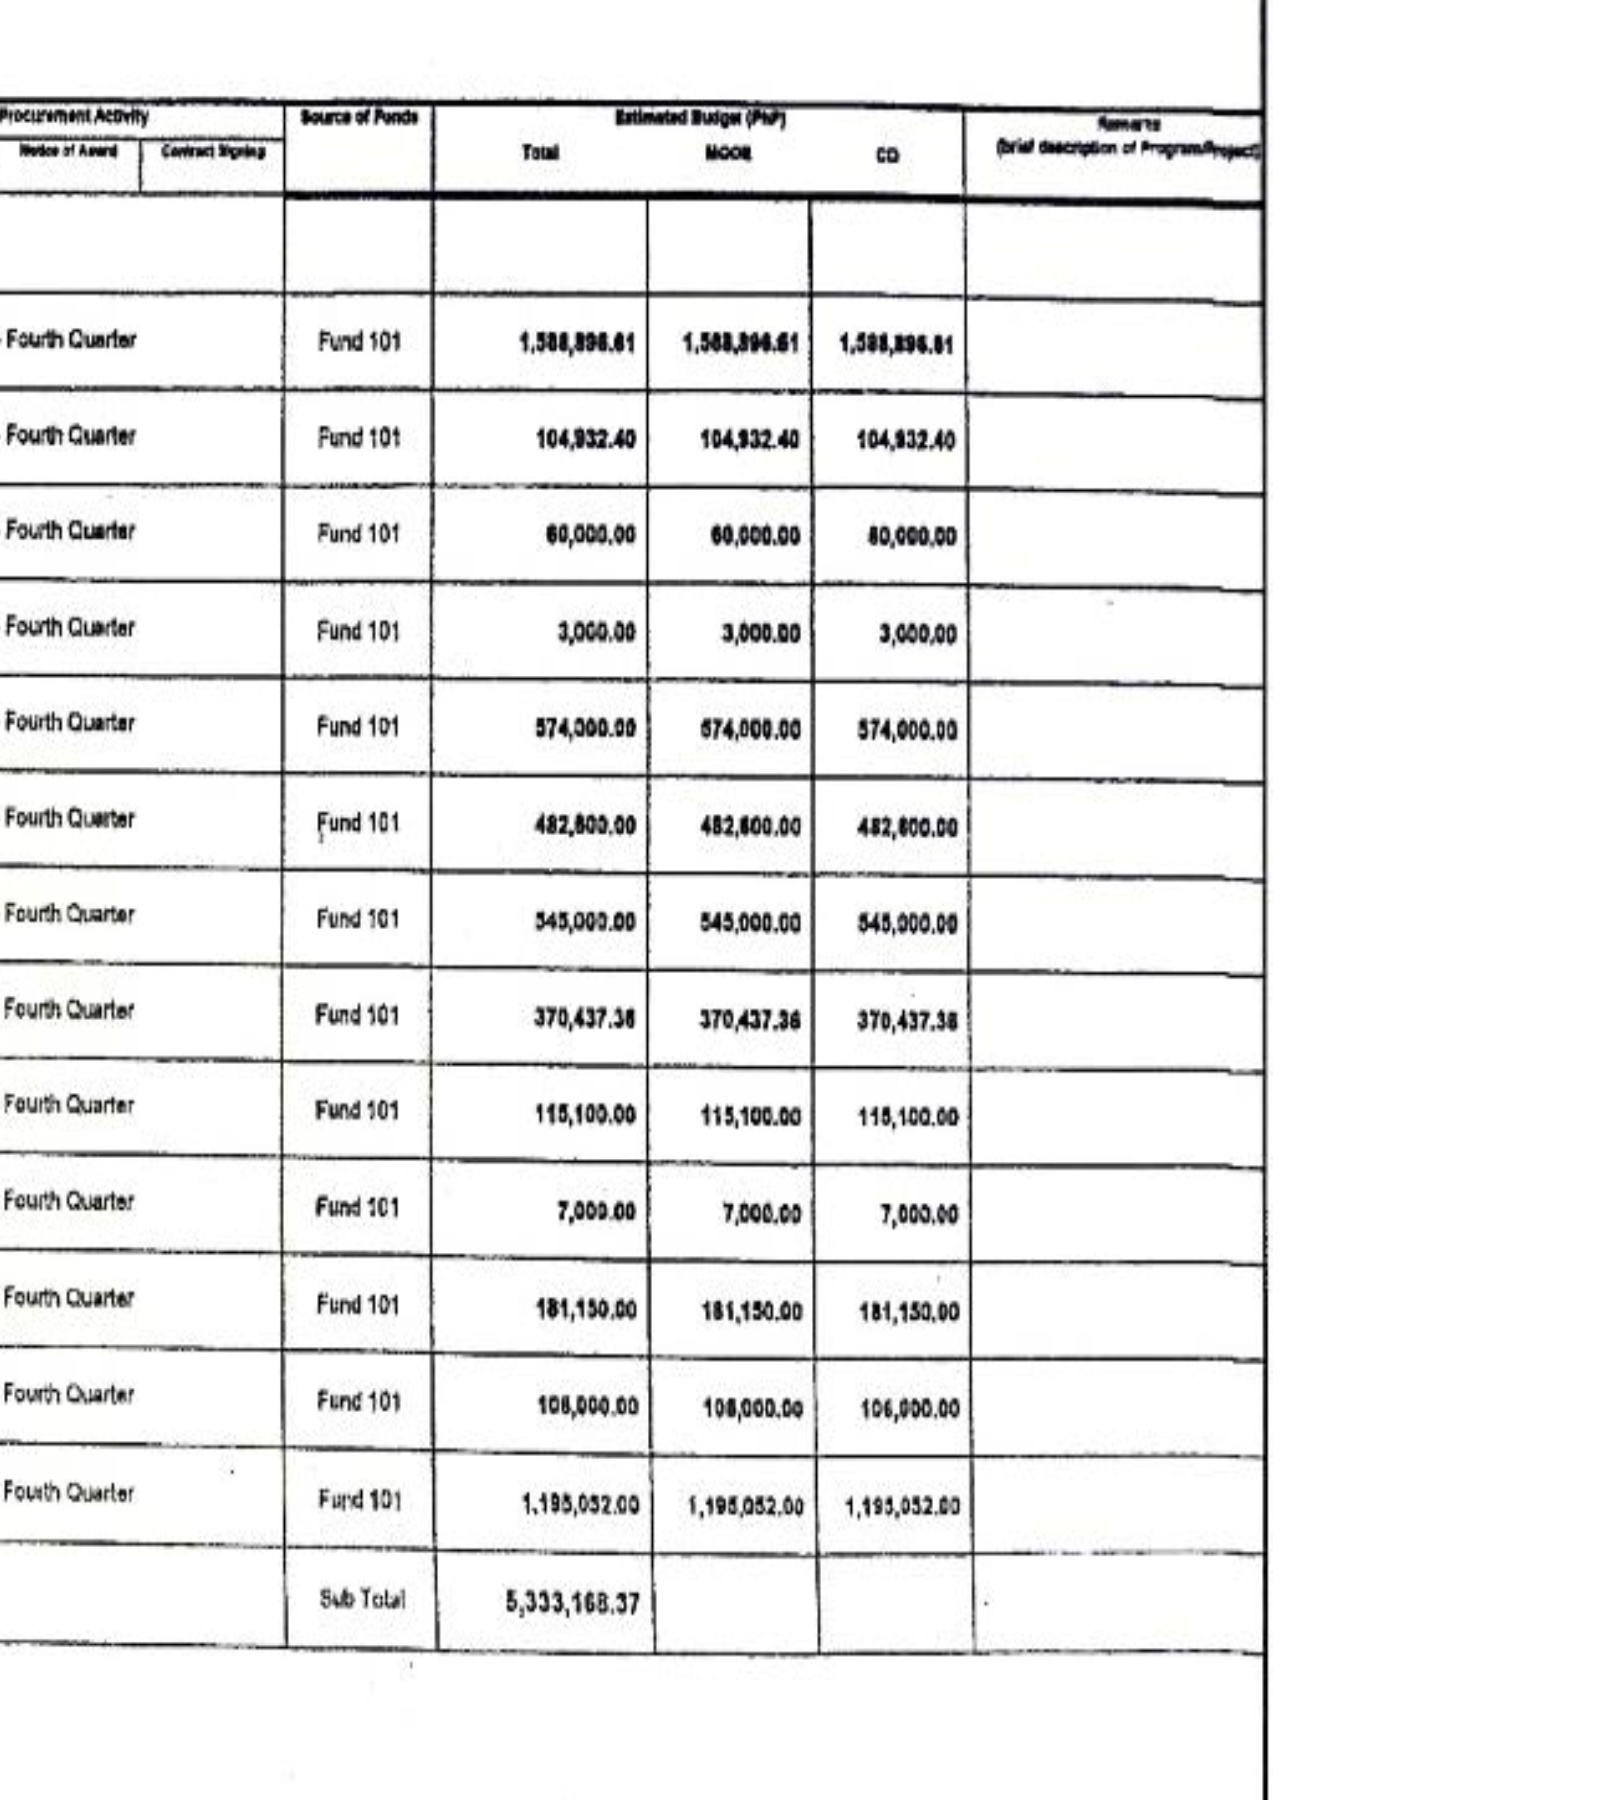 Procurement Activity Source of Funds Estimated Budget (PhP) Remarks
Notice of Award Contract Signing Total MOOE CO (brief description of Program/Project)
Fourth Quarter Fund 101 1,588,896.61 1,588,896.61 1,588,896.61
Fourth Quarter Fund 101 104,932.40 104,932.40 104,932.40
Fourth Quarter Fund 101 60,000.00 60,000.00 60,000.00
Fourth Quarter Fund 101 3,000.00 3,000.00 3,000.00
Fourth Quarter Fund 101 574,000.00 574,000.00 574,000.00
Fourth Quarter Fund 101 482,600.00 482,600.00 482,600.00
Fourth Quarter Fund 101 545,000.00 545,000.00 545,000.00
Fourth Quarter Fund 101 370,437.36 370,437.36 370,437.36
Fourth Quarter Fund 101 115,100.00 115,100.00 115,100.00
Fourth Quarter Fund 101 7,000.00 7,000.00 7,000.00
Fourth Quarter Fund 101 181,150.00 181,150.00 181,150.00
Fourth Quarter Fund 101 106,000.00 106,000.00 106,000.00
Fourth Quarter Fund 101 1,195,052.00 1,195,052.00 1,195,052.00
Sub Total 5,333,168.37